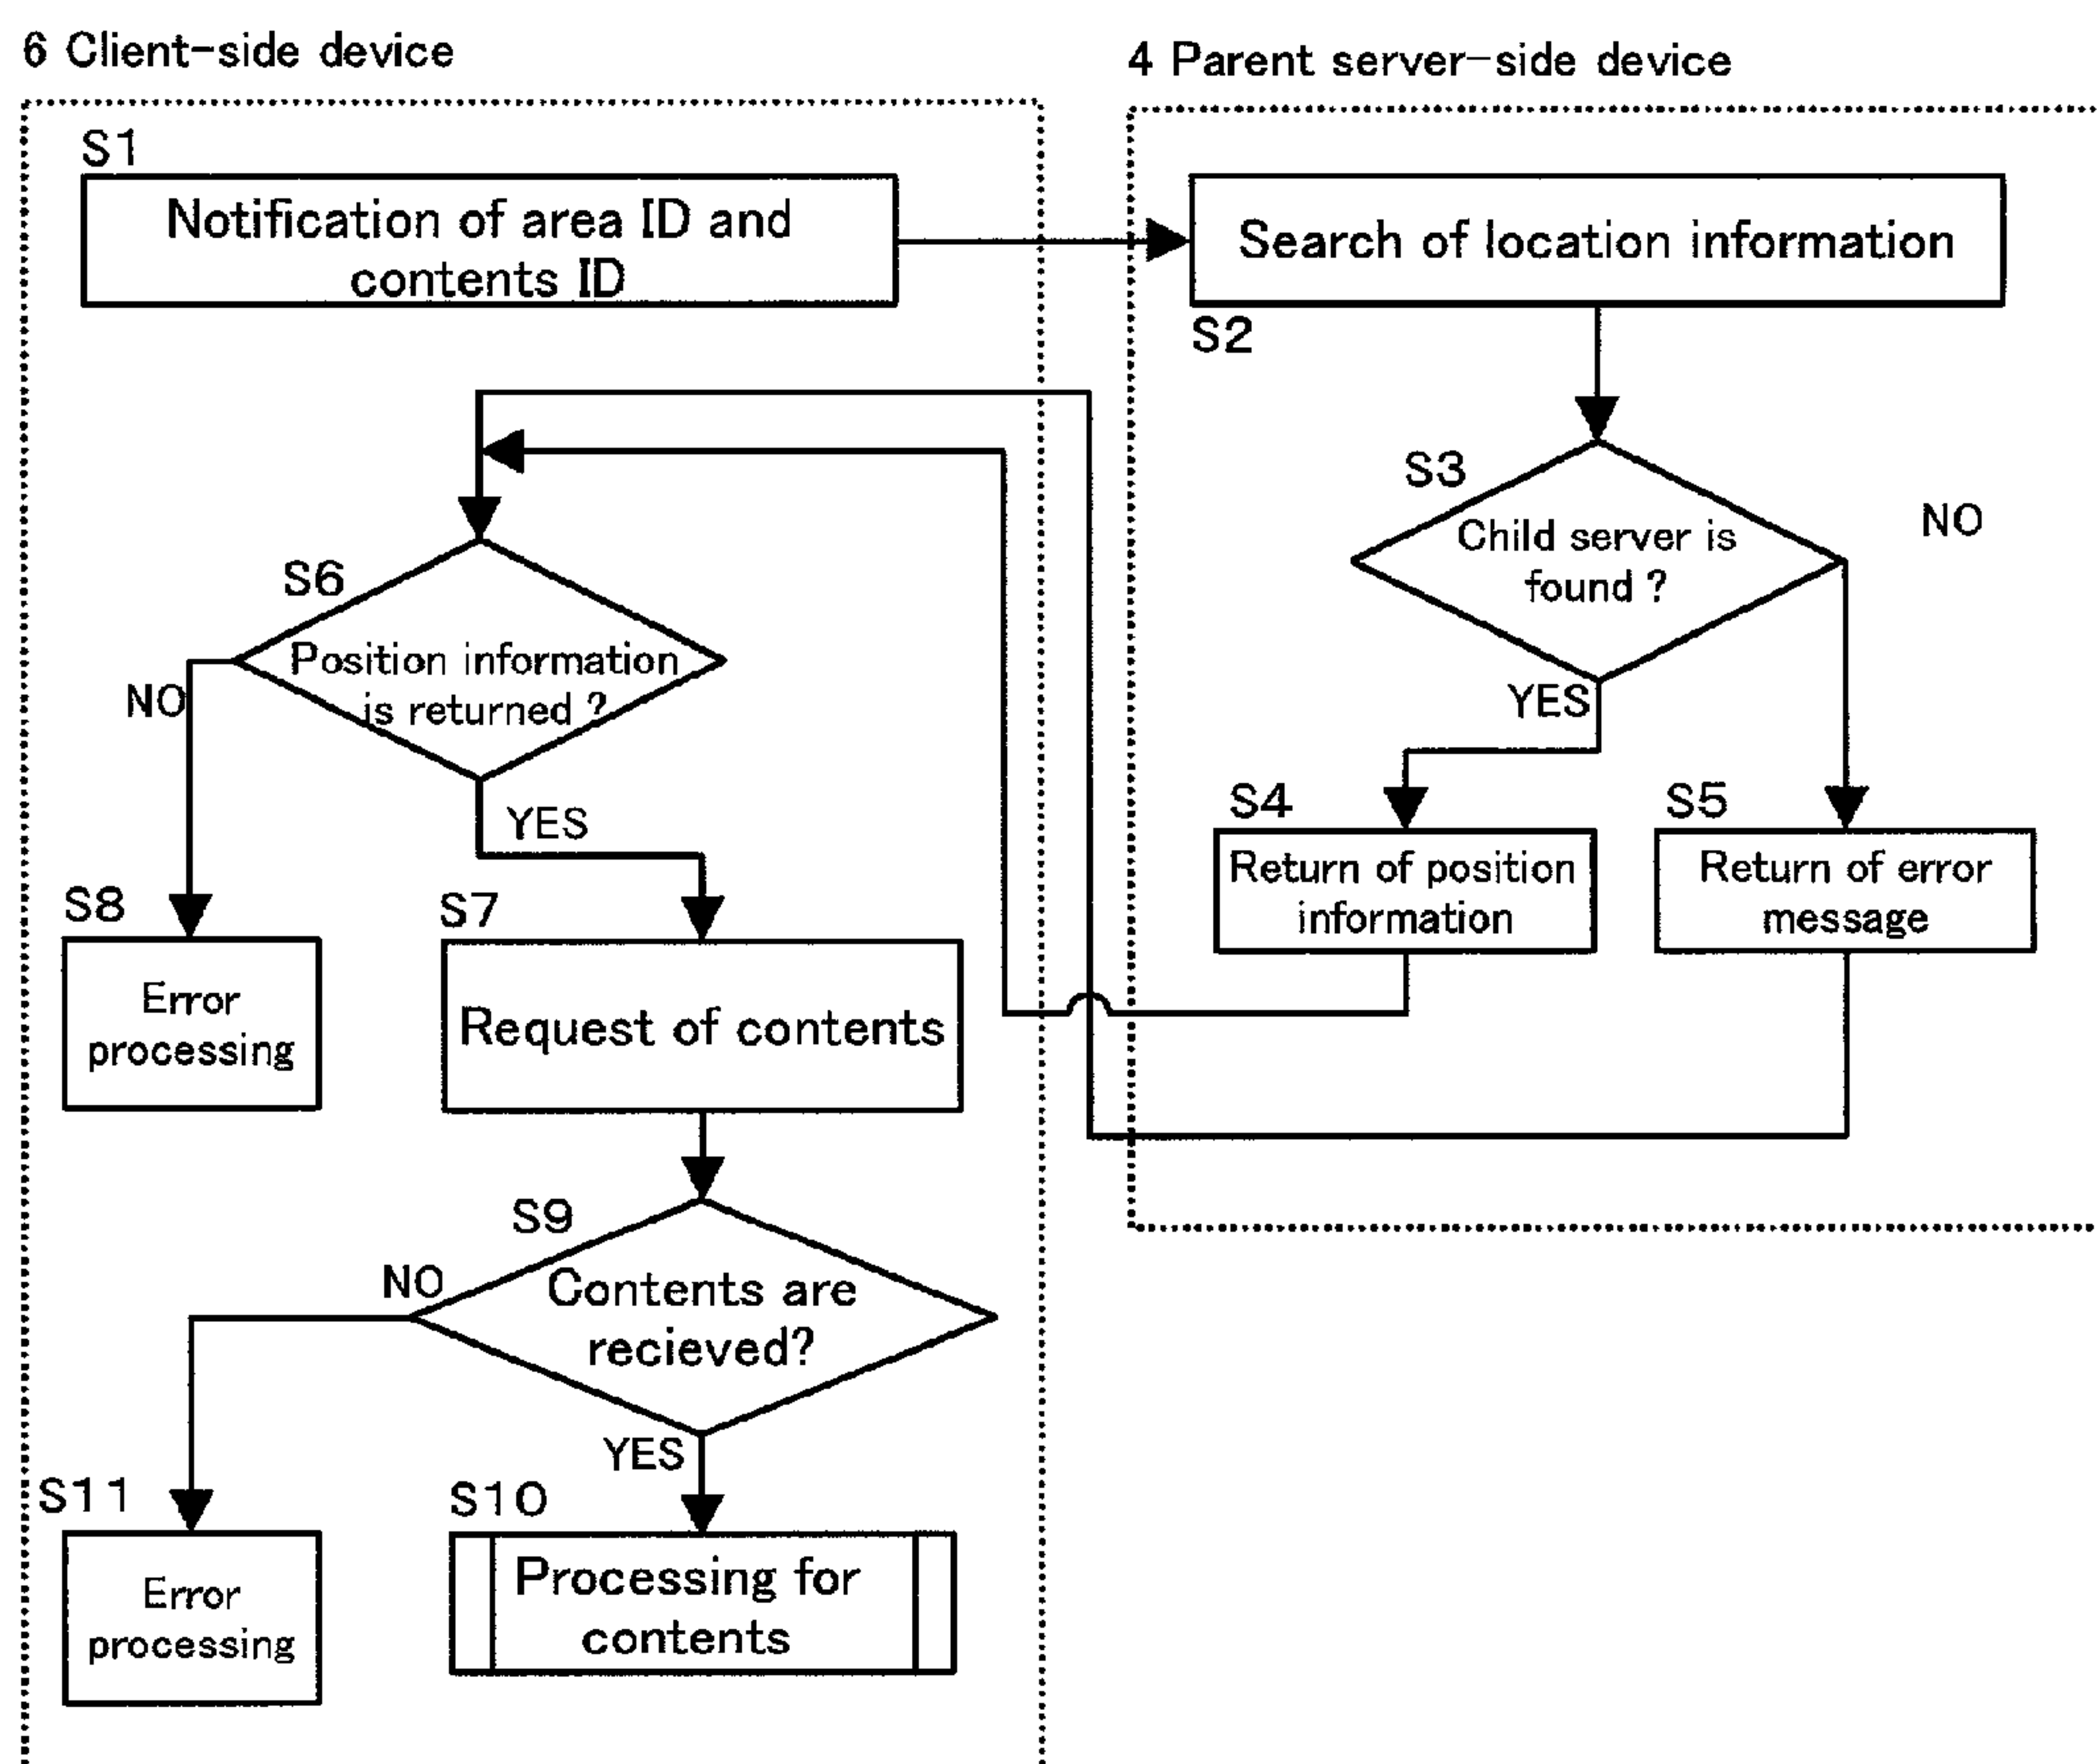 6 Client-side device
4 Parent server-side device
S1
Notification of area ID and
contents ID
Search of location information
S2
S3
Child server is
found ?
NO
YES
S4
Return of position
information
S5
Return of error
message
S6
Position information
is returned ?
NO
YES
S8
Error
processing
S7
Request of contents
S9
Contents are
recieved?
NO
YES
S11
Error
processing
S10
Processing for
contents